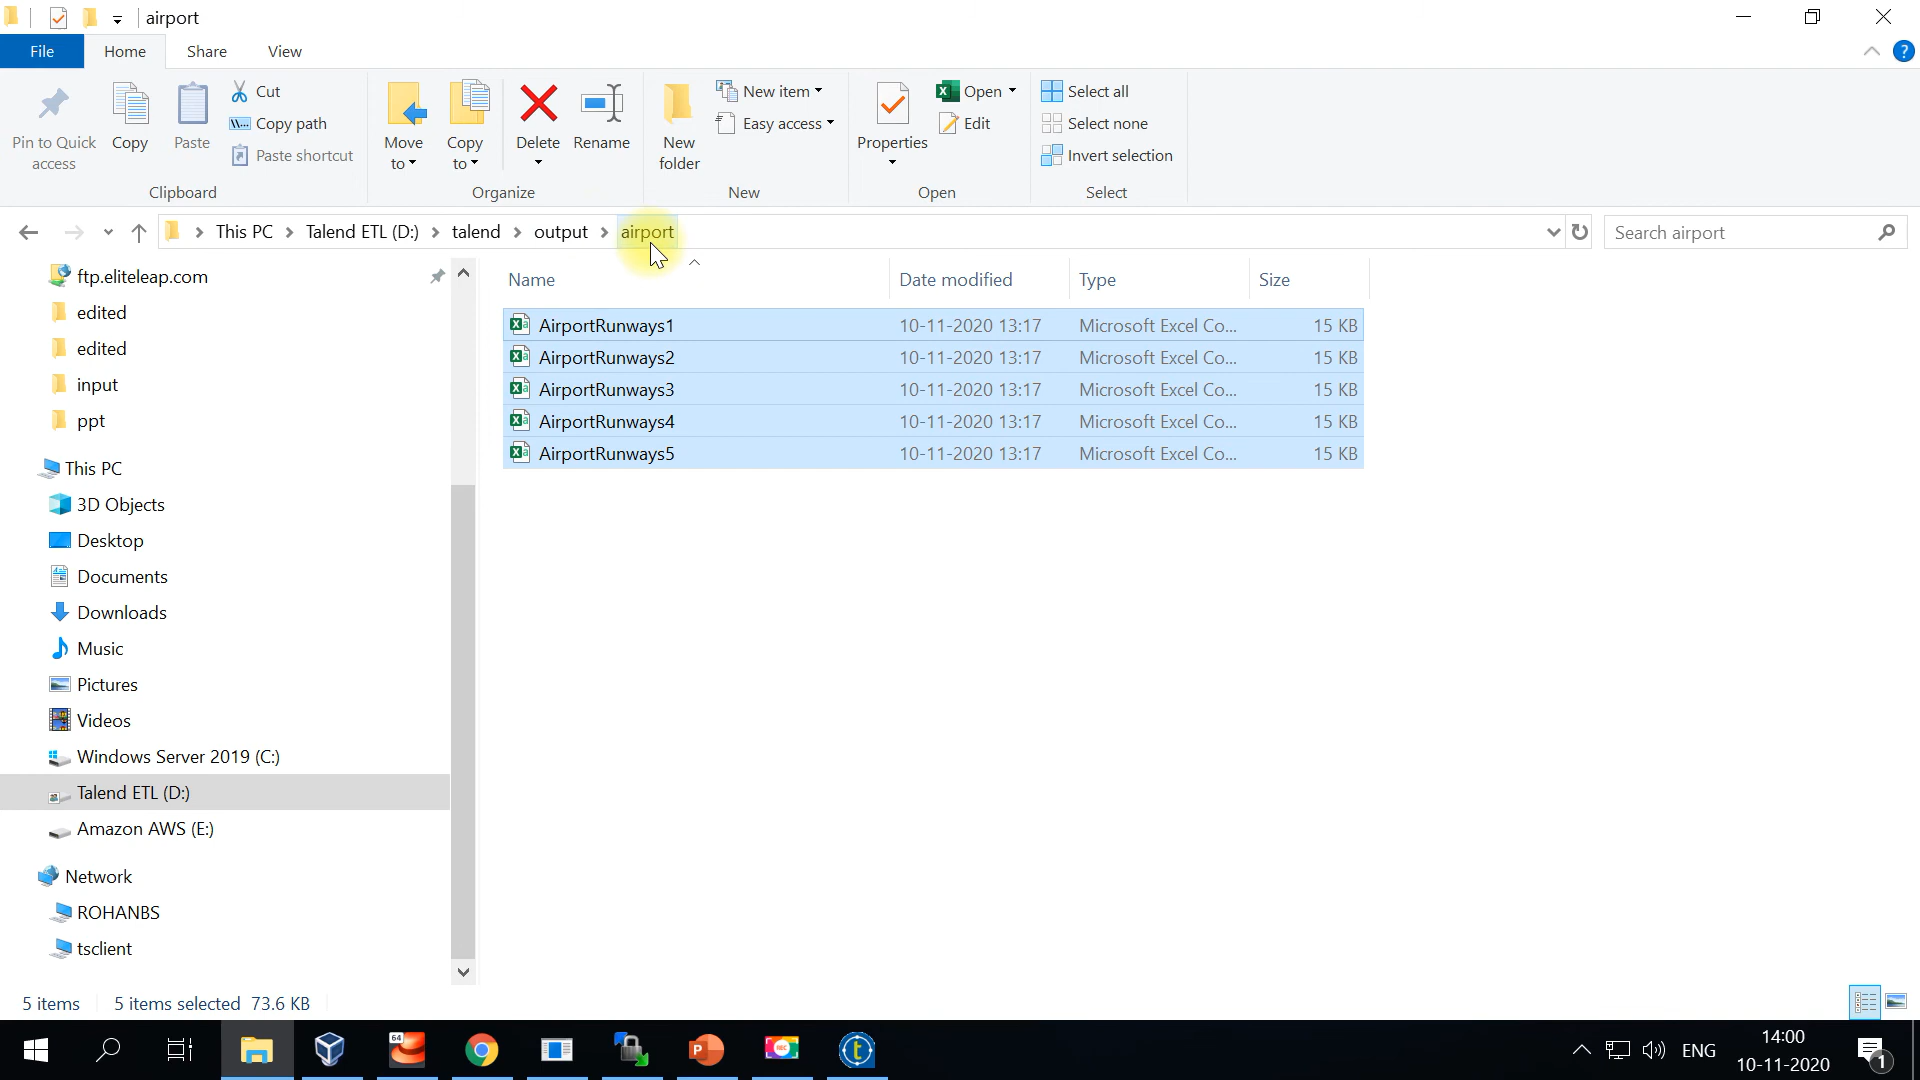 airport
File Home Share View
Pin to Quick access
Copy
Paste
Cut
Copy path
Paste shortcut
Clipboard
Move to
Copy to
Delete
Rename
Organize
New folder
New item
Easy access
New
Properties
Open
Edit
Open
Select all
Select none
Invert selection
Select
This PC Talend ETL (D:) talend output airport
Search airport
ftp.eliteleap.com
edited
edited
input
ppt
This PC
3D Objects
Desktop
Documents
Downloads
Music
Pictures
Videos
Windows Server 2019 (C:)
Talend ETL (D:)
Amazon AWS (E:)
Network
ROHANBS
tsclient
Name Date modified Type Size
AirportRunways1 10-11-2020 13:17 Microsoft Excel Co... 15 KB
AirportRunways2 10-11-2020 13:17 Microsoft Excel Co... 15 KB
AirportRunways3 10-11-2020 13:17 Microsoft Excel Co... 15 KB
AirportRunways4 10-11-2020 13:17 Microsoft Excel Co... 15 KB
AirportRunways5 10-11-2020 13:17 Microsoft Excel Co... 15 KB
5 items 5 items selected 73.6 KB
64
REC
ENG
14:00
10-11-2020
1